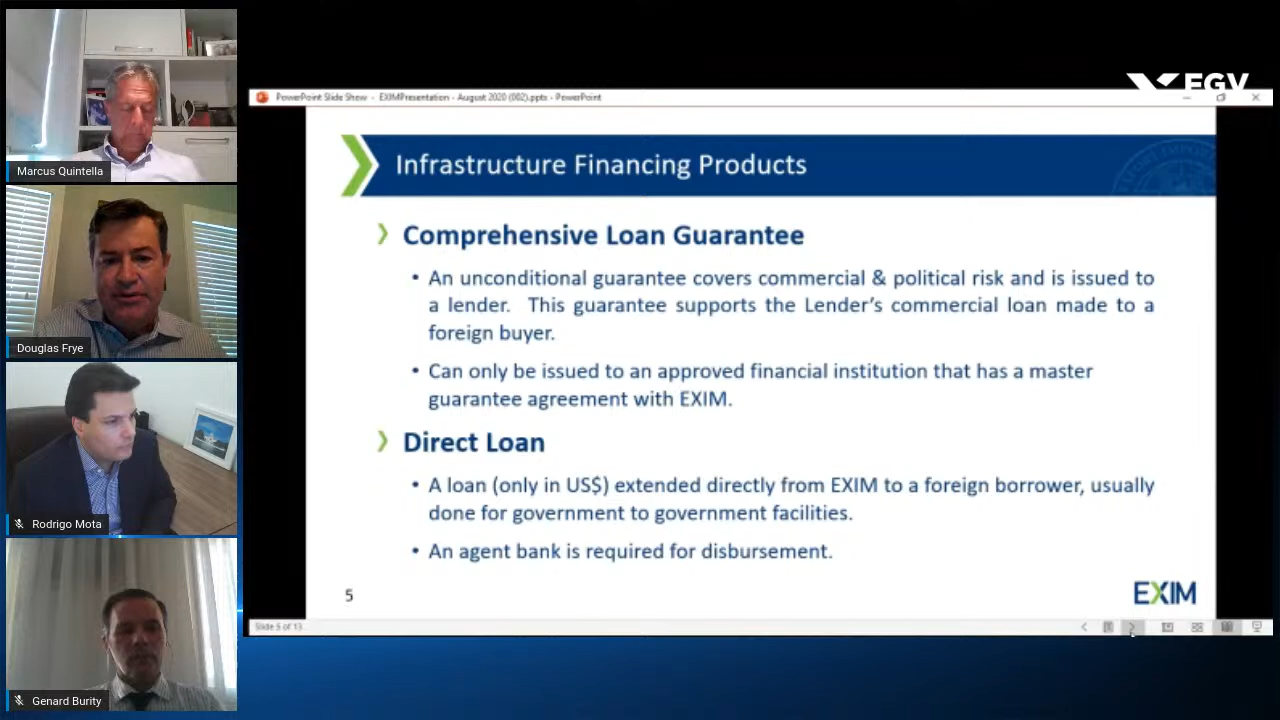 Marcus Quintella
Douglas Frye
Rodrigo Mota
Genard Burity
FGV
PowerPoint Slide Show - EXIMPresentation - August 2020 (002).pptx - PowerPoint
Infrastructure Financing Products
Comprehensive Loan Guarantee
• An unconditional guarantee covers commercial & political risk and is issued to
a lender. This guarantee supports the Lender's commercial loan made to a
foreign buyer.
• Can only be issued to an approved financial institution that has a master
guarantee agreement with EXIM.
Direct Loan
• A loan (only in US$) extended directly from EXIM to a foreign borrower, usually
done for government to government facilities.
• An agent bank is required for disbursement.
5
EXIM
Slide 5 of 13